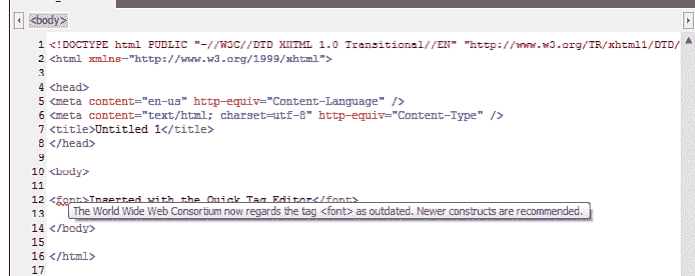 <body>
1 <!DOCTYPE html PUBLIC "-//W3C//DTD XHTML 1.0 Transitional//EN" "http://www.w3.org/TR/xhtml1/DTD/
2 <html xmlns="http://www.w3.org/1999/xhtml">
3
4 <head>
5 <meta content="en-us" http-equiv="Content-Language" />
6 <meta content="text/html; charset=utf-8" http-equiv="Content-Type" />
7 <title>Untitled 1</title>
8 </head>
9
10 <body>
11
12 <font>Inserted with the Quick Tag Editor</font>
The World Wide Web Consortium now regards the tag <font> as outdated. Newer constructs are recommended.
13
14 </body>
15
16 </html>
17